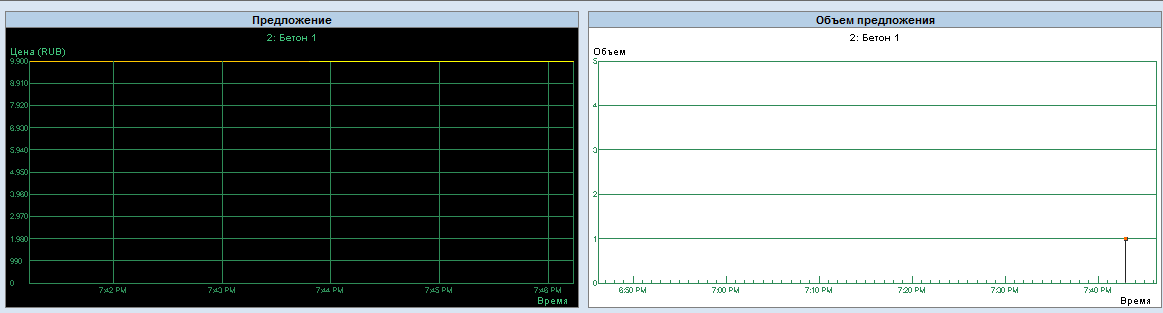 Предложение
2: Бетон 1
Цена (RUB)
9.900
8.910
7.920
6.930
5.940
4.950
3.960
2.970
1.980
990
0
7:42 PM 7:43 PM 7:44 PM 7:45 PM 7:46 PM
Время
Объем предложения
2: Бетон 1
Объем
5
4
3
2
1
0
6:50 PM 7:00 PM 7:10 PM 7:20 PM 7:30 PM 7:40 PM
Время